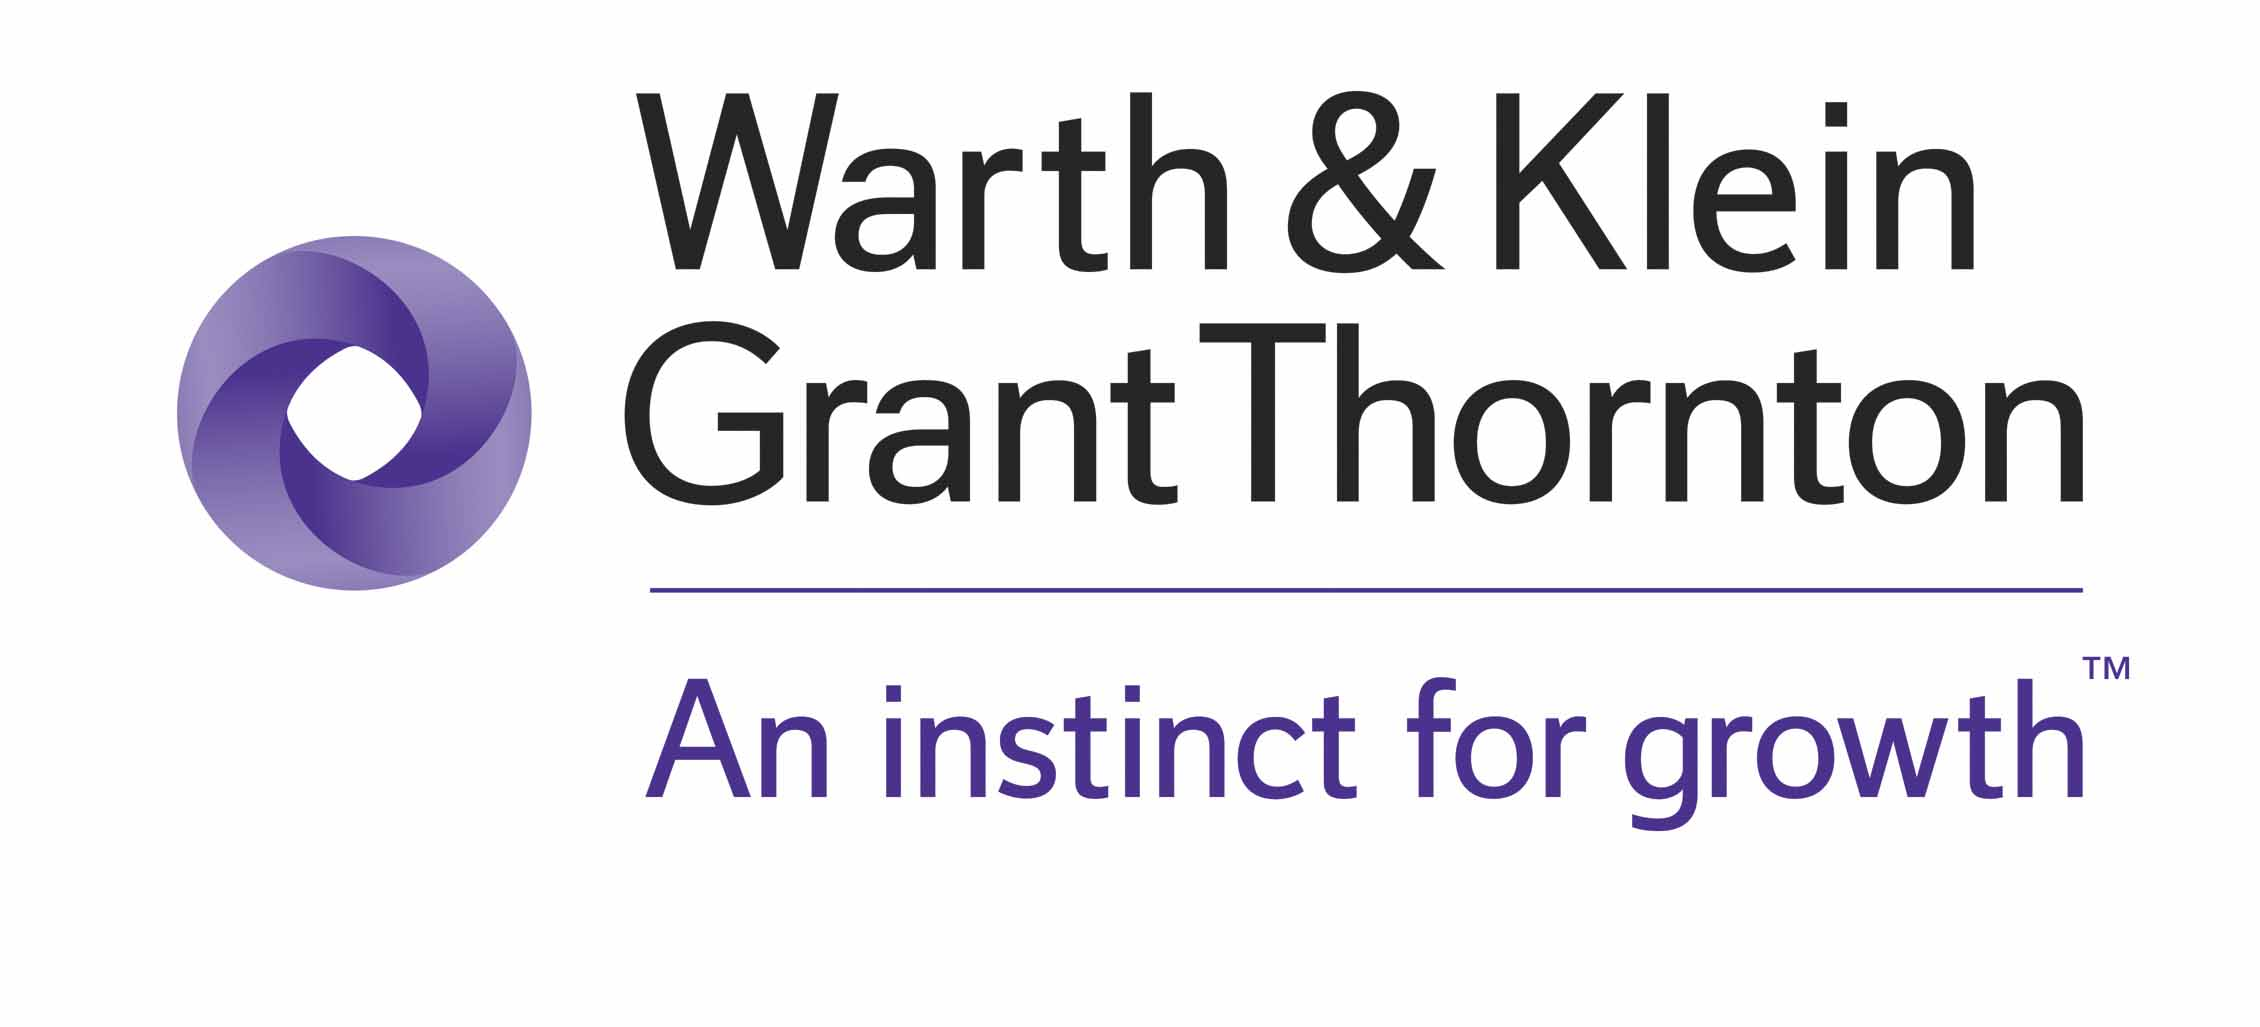 Warth & Klein
Grant Thornton
An instinct for growth™